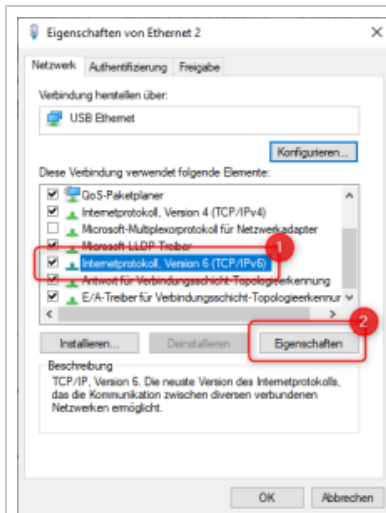 Eigenschaften von Ethernet 2
Netzwerk Authentifizierung Freigabe
Verbindung herstellen über:
USB Ethernet
Konfigurieren...
Diese Verbindung verwendet folgende Elemente:
QoS-Paketplaner
Internetprotokoll, Version 4 (TCP/IPv4)
Microsoft-Multiplexorprotokoll für Netzwerkadapter
Microsoft-LLDP-Treiber
1
Internetprotokoll, Version 6 (TCP/IPv6)
Antwort für Verbindungsschicht-Topologieerkennung
E/A-Treiber für Verbindungsschicht-Topologieerkennur
2
Installieren... Deinstallieren Eigenschaften
Beschreibung
TCP/IP, Version 6. Die neuste Version des Internetprotokolls,
das die Kommunikation zwischen diversen verbundenen
Netzwerken ermöglicht.
OK Abbrechen